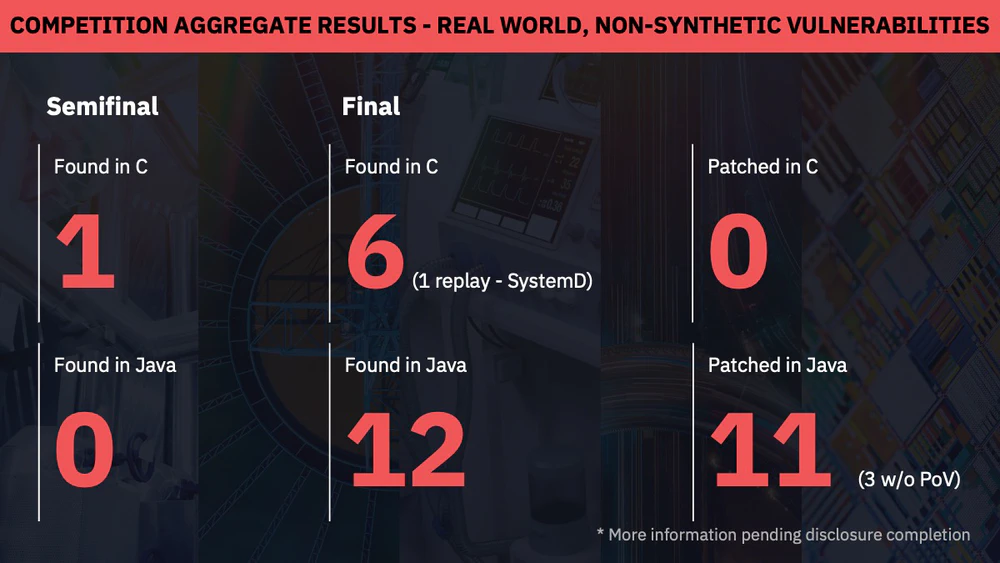 COMPETITION AGGREGATE RESULTS - REAL WORLD, NON-SYNTHETIC VULNERABILITIES
Semifinal
Final
Found in C
1
Found in C
6 (1 replay - SystemD)
Patched in C
0
Found in Java
0
Found in Java
12
Patched in Java
11 (3 w/o PoV)
* More information pending disclosure completion